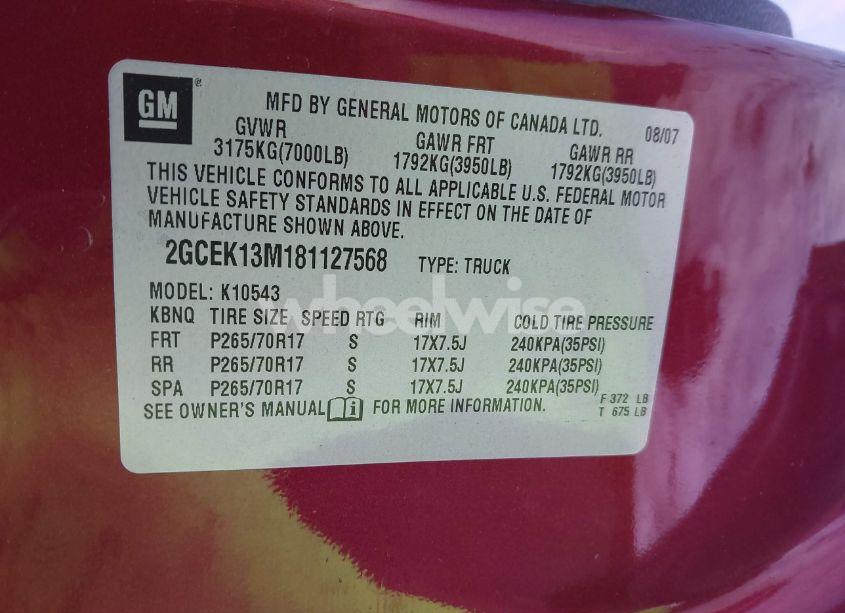 GM ®
MFD BY GENERAL MOTORS OF CANADA LTD. 08/07
GVWR GAWR FRT GAWR RR
3175KG(7000LB) 1792KG(3950LB) 1792KG(3950LB)
THIS VEHICLE CONFORMS TO ALL APPLICABLE U.S. FEDERAL MOTOR
VEHICLE SAFETY STANDARDS IN EFFECT ON THE DATE OF
MANUFACTURE SHOWN ABOVE.
2GCEK13M181127568 TYPE: TRUCK
MODEL: K10543
KBNQ TIRE SIZE SPEED RTG RIM COLD TIRE PRESSURE
FRT P265/70R17 S 17X7.5J 240KPA(35PSI)
RR P265/70R17 S 17X7.5J 240KPA(35PSI)
SPA P265/70R17 S 17X7.5J 240KPA(35PSI)
SEE OWNER'S MANUAL i FOR MORE INFORMATION.
F 372 LB
T 675 LB
wheelwise